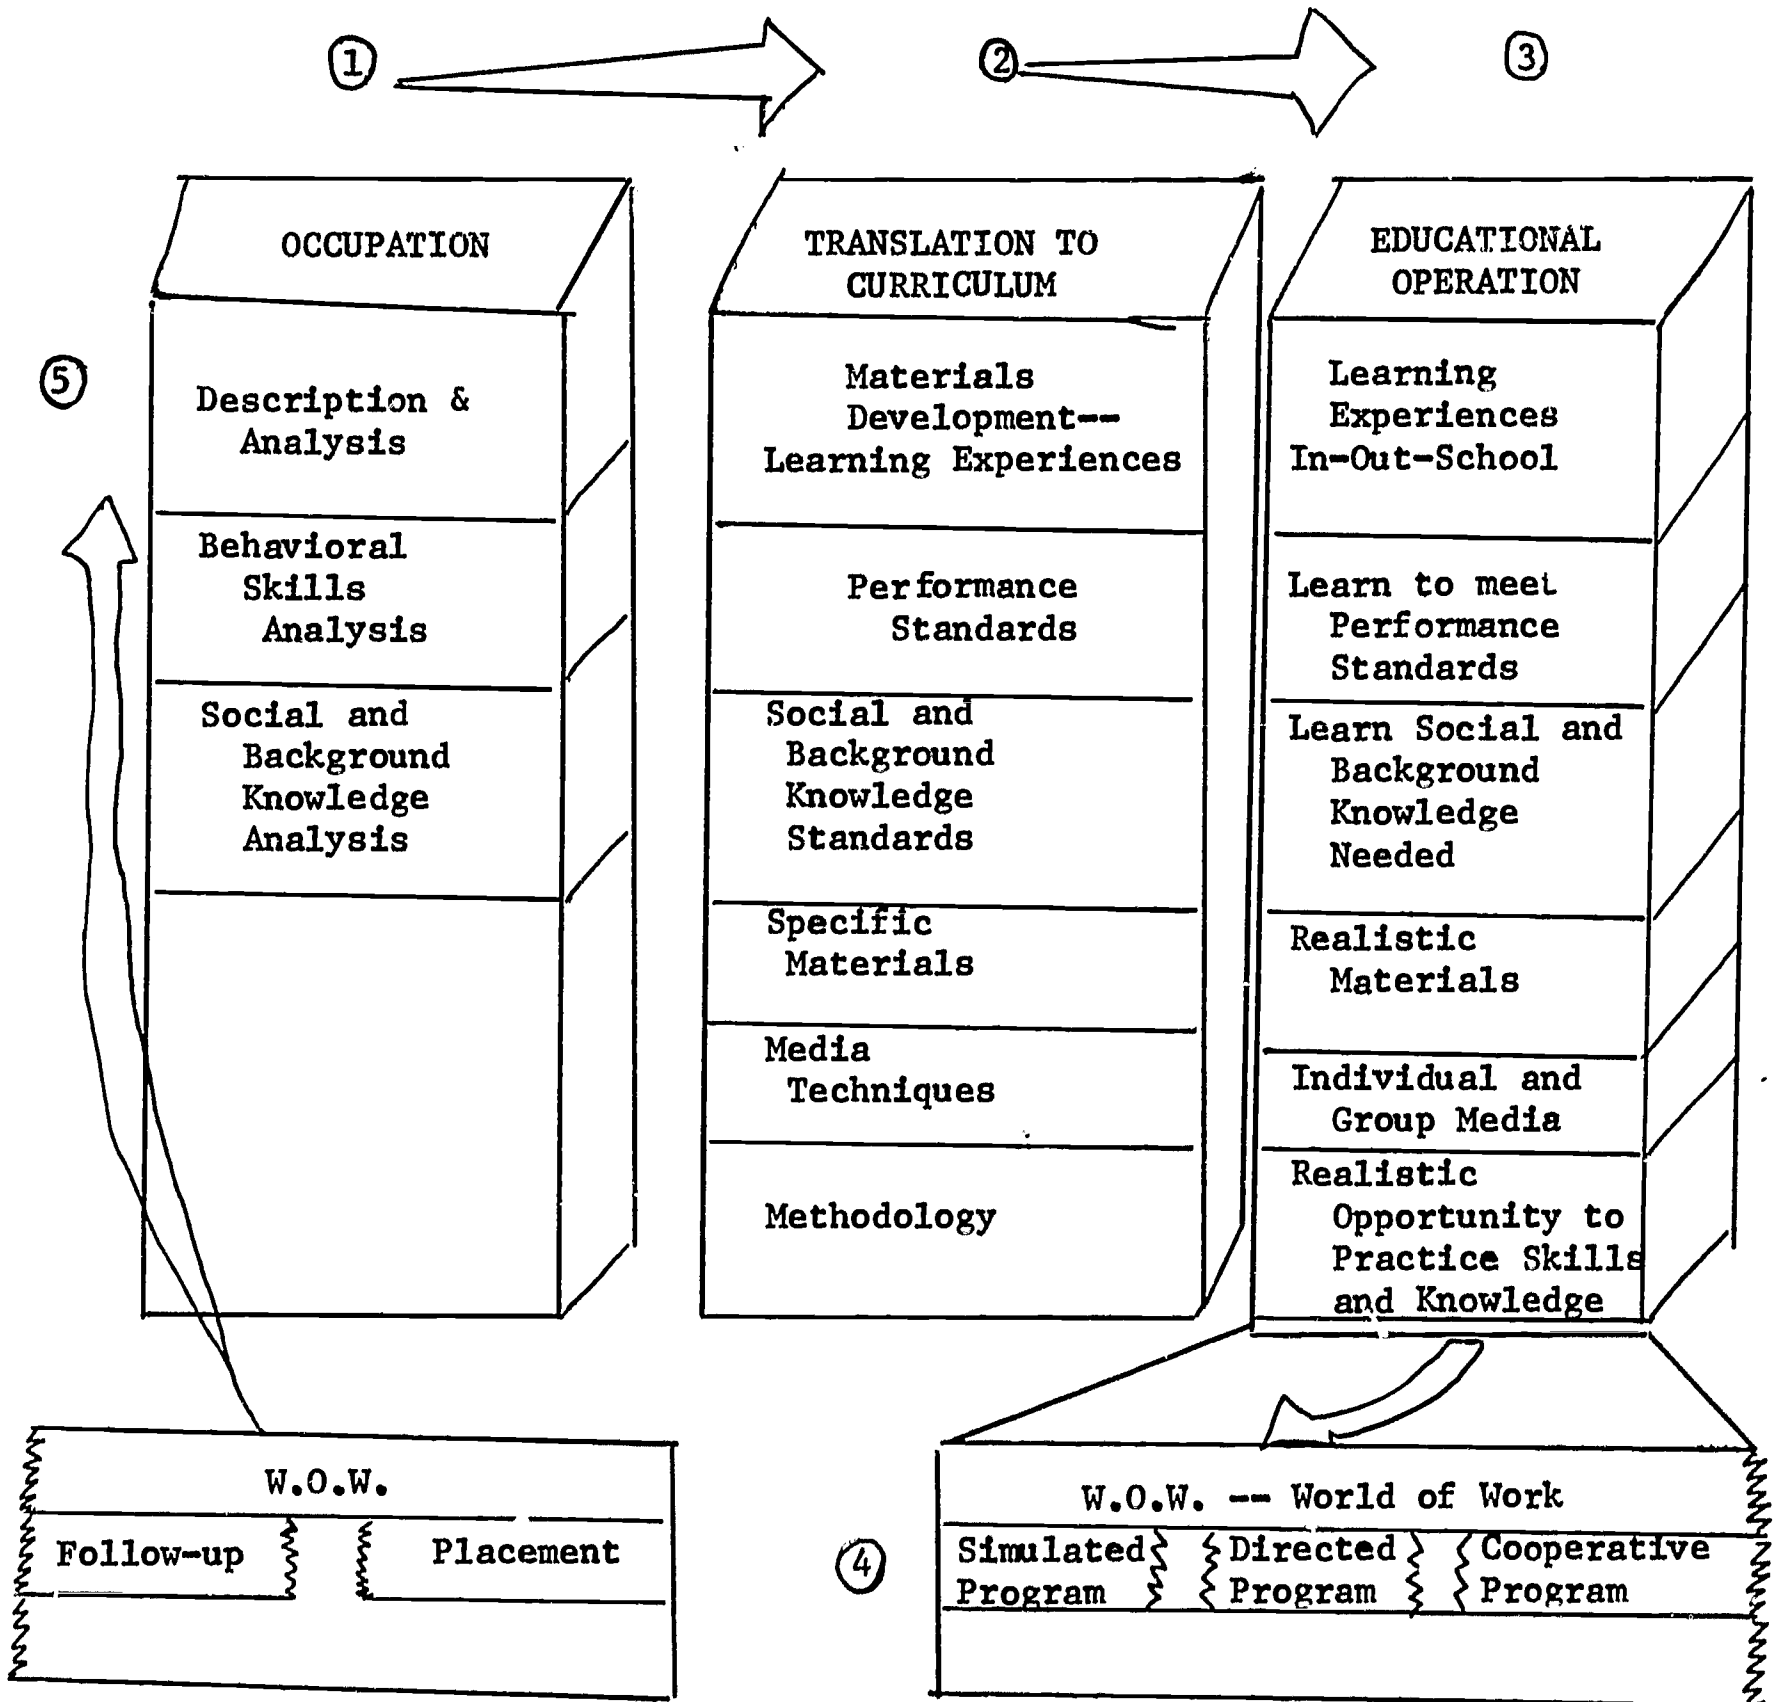 ①
②
③
OCCUPATION
Description &
Analysis
Behavioral
Skills
Analysis
Social and
Background
Knowledge
Analysis
TRANSLATION TO
CURRICULUM
Materials
Development--
Learning Experiences
Performance
Standards
Social and
Background
Knowledge
Standards
Specific
Materials
Media
Techniques
Methodology
EDUCATIONAL
OPERATION
Learning
Experiences
In-Out-School
Learn to meet
Performance
Standards
Learn Social and
Background
Knowledge
Needed
Realistic
Materials
Individual and
Group Media
Realistic
Opportunity to
Practice Skills
and Knowledge
④
W.O.W. -- World of Work
Simulated
Program
Directed
Program
Cooperative
Program
W.O.W.
Follow-up
Placement
⑤